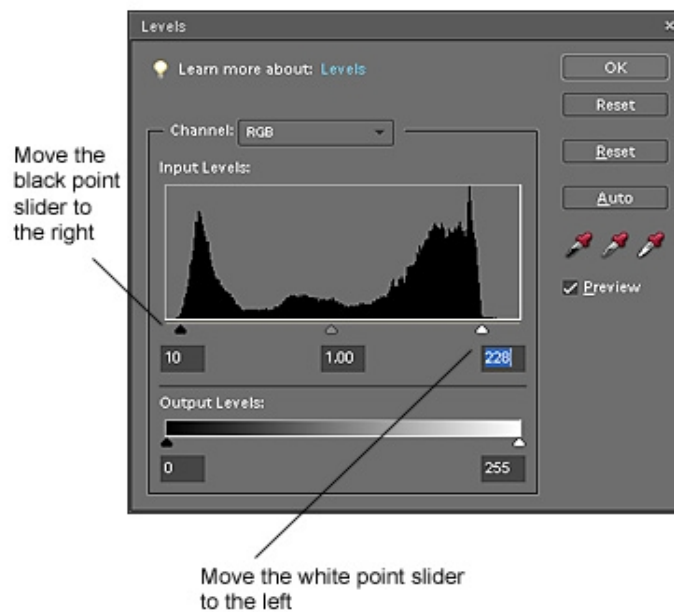 Levels
Learn more about: Levels
OK
Reset
Reset
Auto
Preview
Channel: RGB
Input Levels:
10 1.00 228
Output Levels:
0 255
Move the
black point
slider to
the right
Move the white point slider
to the left